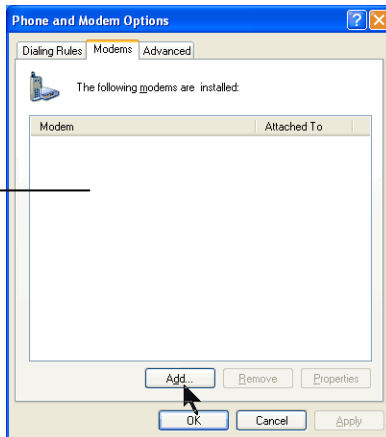 Phone and Modem Options
Dialing Rules Modems Advanced
The following modems are installed:
Modem Attached To
Add... Remove Properties
OK Cancel Apply